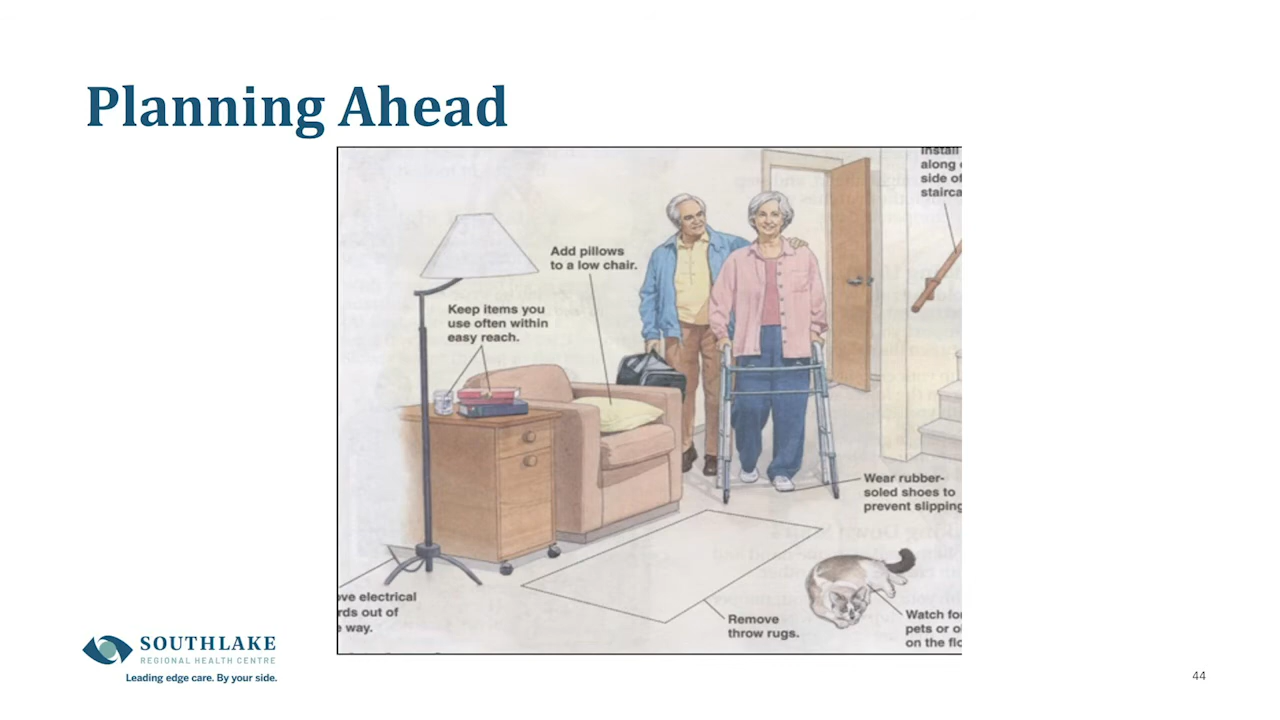 Planning Ahead
Install
along
side of
stairca
Add pillows
to a low chair.
Keep items you
use often within
easy reach.
Wear rubber-
soled shoes to
prevent slipping
ove electrical
rds out of
e way.
Remove
throw rugs.
Watch fo
pets or o
on the flo
SOUTHLAKE
REGIONAL HEALTH CENTRE
Leading edge care. By your side.
44